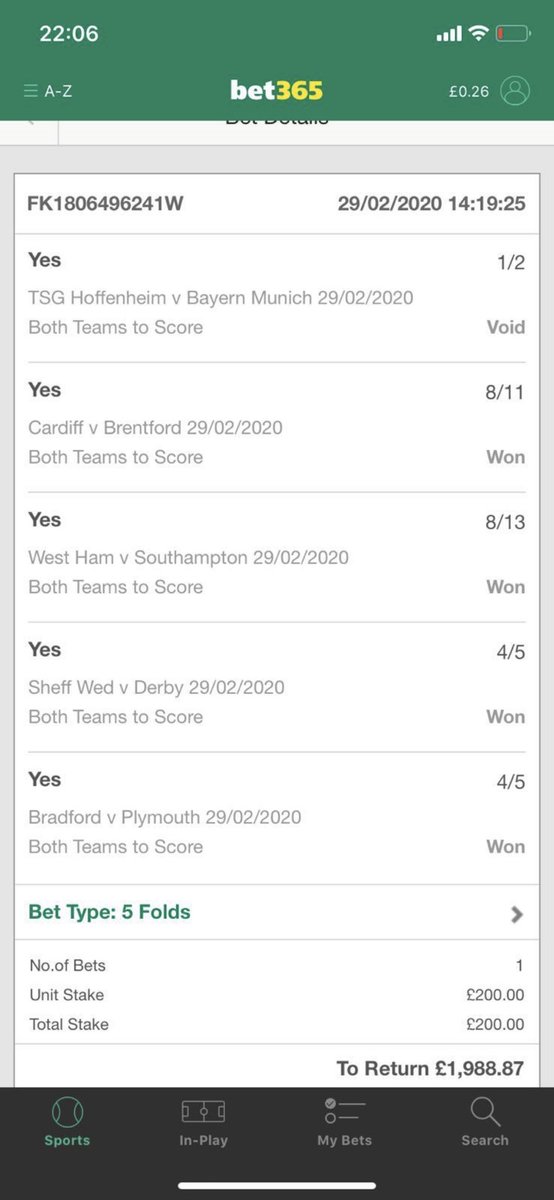 22:06
A-Z
bet365
£0.26
Bet Details
FK1806496241W 29/02/2020 14:19:25
Yes 1/2
TSG Hoffenheim v Bayern Munich 29/02/2020
Both Teams to Score Void
Yes 8/11
Cardiff v Brentford 29/02/2020
Both Teams to Score Won
Yes 8/13
West Ham v Southampton 29/02/2020
Both Teams to Score Won
Yes 4/5
Sheff Wed v Derby 29/02/2020
Both Teams to Score Won
Yes 4/5
Bradford v Plymouth 29/02/2020
Both Teams to Score Won
Bet Type: 5 Folds
No.of Bets 1
Unit Stake £200.00
Total Stake £200.00
To Return £1,988.87
Sports In-Play My Bets Search